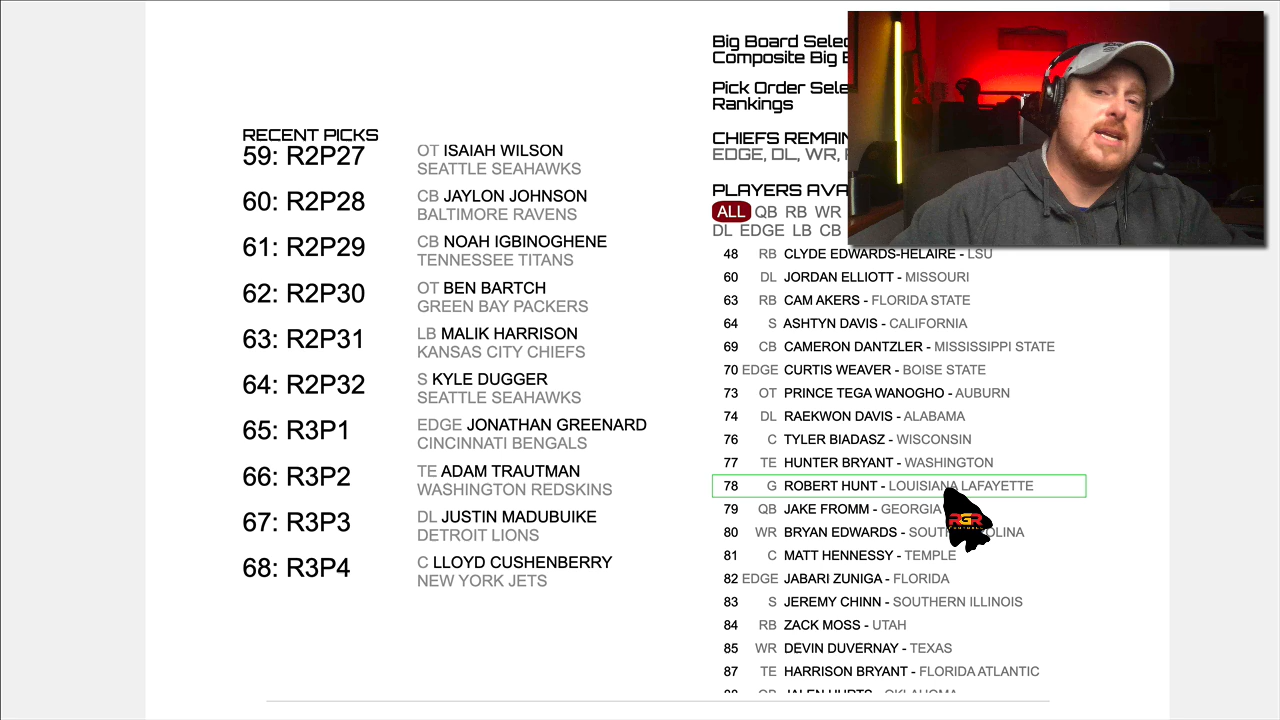 RECENT PICKS
59: R2P27
OT ISAIAH WILSON
SEATTLE SEAHAWKS
60: R2P28
CB JAYLON JOHNSON
BALTIMORE RAVENS
61: R2P29
CB NOAH IGBINOGHENE
TENNESSEE TITANS
62: R2P30
OT BEN BARTCH
GREEN BAY PACKERS
63: R2P31
LB MALIK HARRISON
KANSAS CITY CHIEFS
64: R2P32
S KYLE DUGGER
SEATTLE SEAHAWKS
65: R3P1
EDGE JONATHAN GREENARD
CINCINNATI BENGALS
66: R3P2
TE ADAM TRAUTMAN
WASHINGTON REDSKINS
67: R3P3
DL JUSTIN MADUBUIKE
DETROIT LIONS
68: R3P4
C LLOYD CUSHENBERRY
NEW YORK JETS
Big Board
Composite Big
Pick Order
Rankings
CHIEFS
EDGE, DL, WR,
PLAYERS
ALL QB RB WR
DL EDGE LB CB
48 RB CLYDE EDWARDS-HELAIRE - LSU
60 DL JORDAN ELLIOTT - MISSOURI
63 RB CAM AKERS - FLORIDA STATE
64 S ASHTYN DAVIS - CALIFORNIA
69 CB CAMERON DANTZLER - MISSISSIPPI STATE
70 EDGE CURTIS WEAVER - BOISE STATE
73 OT PRINCE TEGA WANOGHO - AUBURN
74 DL RAEKWON DAVIS - ALABAMA
76 C TYLER BIADASZ - WISCONSIN
77 TE HUNTER BRYANT - WASHINGTON
78 G ROBERT HUNT - LOUISIANA LAFAYETTE
79 QB JAKE FROMM - GEORGIA
RGR
80 WR BRYAN EDWARDS -
81 C MATT HENNESSY - TEMPLE
82 EDGE JABARI ZUNIGA - FLORIDA
83 S JEREMY CHINN - SOUTHERN ILLINOIS
84 RB ZACK MOSS - UTAH
85 WR DEVIN DUVERNAY - TEXAS
87 TE HARRISON BRYANT - FLORIDA ATLANTIC